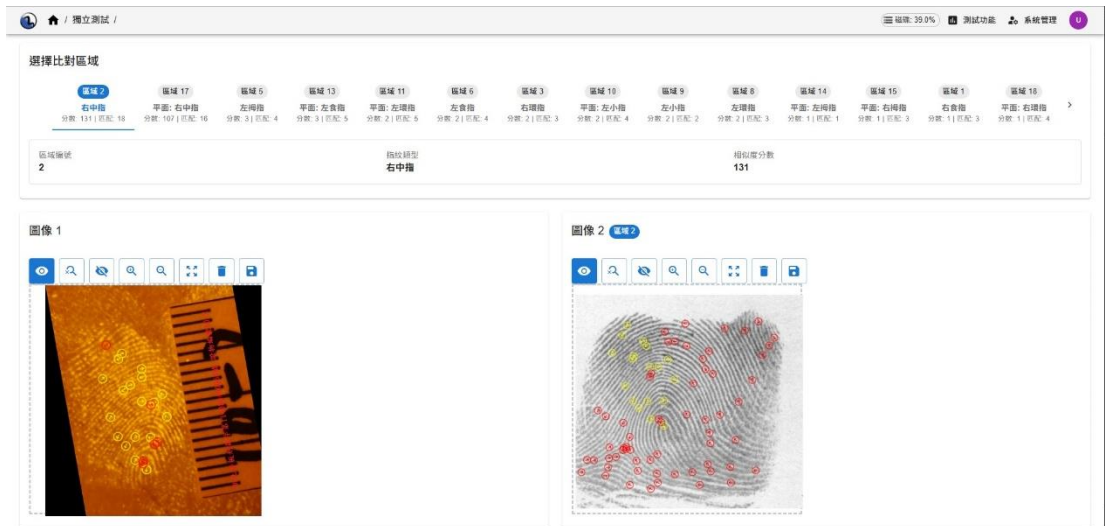 / 獨立測試 /
磁碟: 39.0%
測試功能
系統管理
U
選擇比對區域
區域 2 區域 17 區域 5 區域 13 區域 11 區域 6 區域 3 區域 10 區域 9 區域 8 區域 14 區域 15 區域 1 區域 18
右中指 平面: 右中指 左拇指 平面: 左食指 平面: 左環指 左食指 右環指 平面: 左小指 左小指 左環指 平面: 左拇指 平面: 右拇指 右食指 平面: 右環指
分數: 131 | 匹配: 18 分數: 107 | 匹配: 16 分數: 3 | 匹配: 4 分數: 3 | 匹配: 5 分數: 2 | 匹配: 5 分數: 2 | 匹配: 4 分數: 2 | 匹配: 3 分數: 2 | 匹配: 4 分數: 2 | 匹配: 2 分數: 2 | 匹配: 3 分數: 1 | 匹配: 1 分數: 1 | 匹配: 3 分數: 1 | 匹配: 3 分數: 1 | 匹配: 4
區域編號 指紋類型 相似度分數
2 右中指 131
圖像 1
圖像 2 區域 2